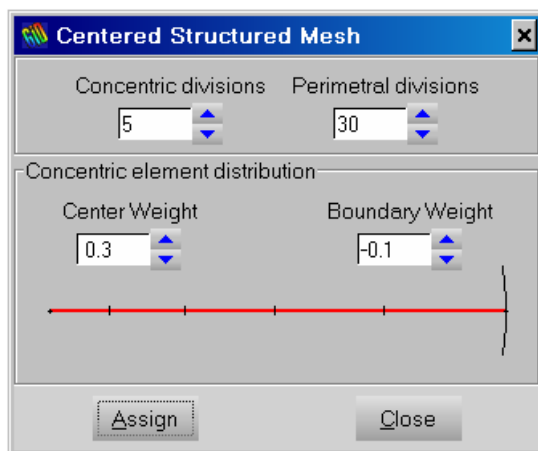 Centered Structured Mesh
Concentric divisions Perimetral divisions
5 30
Concentric element distribution
Center Weight Boundary Weight
0.3 -0.1
Assign Close